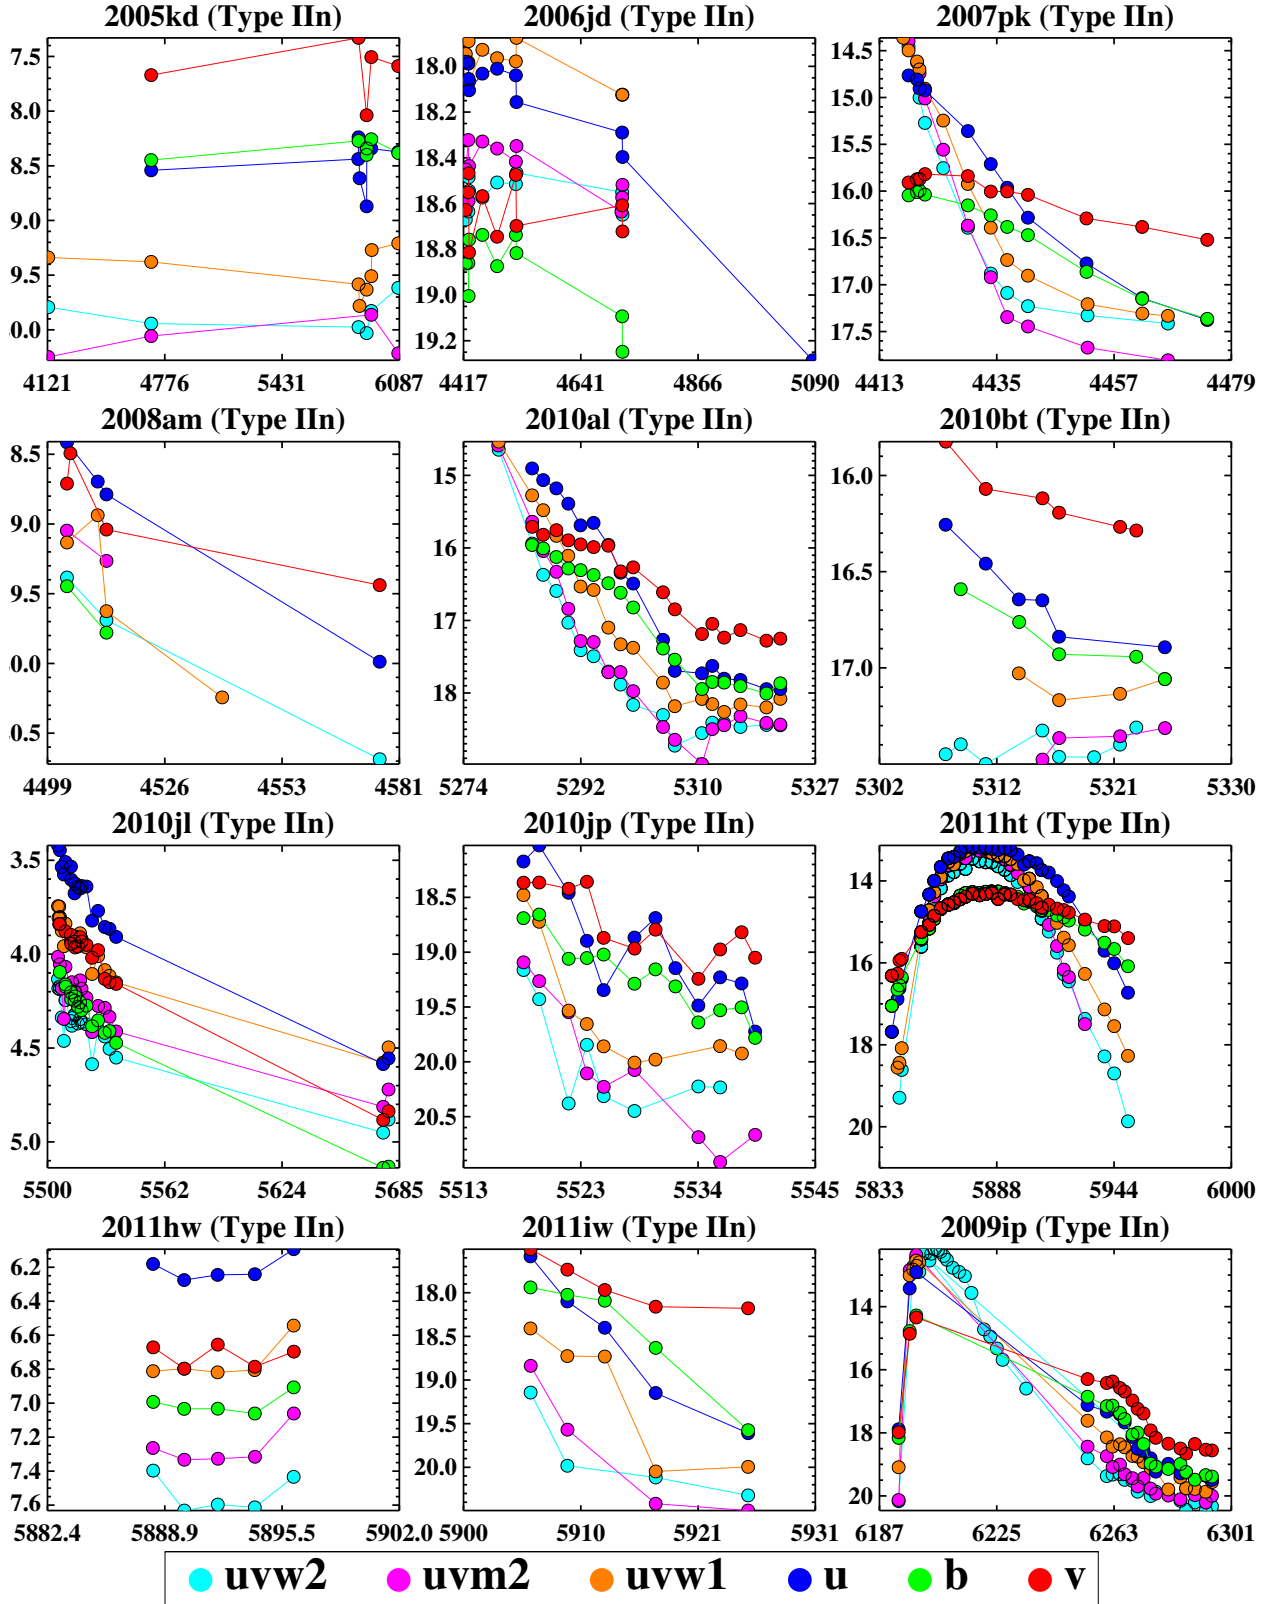 2005kd (Type IIn) 2006jd (Type IIn) 2007pk (Type IIn)
7.5 8.0 8.5 9.0 9.5 0.0
4121 4776 5431 6087
18.0 18.2 18.4 18.6 18.8 19.0 19.2
4417 4641 4866 5090
14.5 15.0 15.5 16.0 16.5 17.0 17.5
4413 4435 4457 4479
2008am (Type IIn) 2010al (Type IIn) 2010bt (Type IIn)
8.5 9.0 9.5 0.0 0.5
4499 4526 4553 4581
15 16 17 18
5274 5292 5310 5327
16.0 16.5 17.0
5302 5312 5321 5330
2010jl (Type IIn) 2010jp (Type IIn) 2011ht (Type IIn)
3.5 4.0 4.5 5.0
5500 5562 5624 5685
18.5 19.0 19.5 20.0 20.5
5513 5523 5534 5545
14 16 18 20
5833 5888 5944 6000
2011hw (Type IIn) 2011iw (Type IIn) 2009ip (Type IIn)
6.2 6.4 6.6 6.8 7.0 7.2 7.4 7.6
5882.4 5888.9 5895.5 5902.0
18.0 18.5 19.0 19.5 20.0
5900 5910 5921 5931
14 16 18 20
6187 6225 6263 6301
uvw2 uvm2 uvw1 u b v